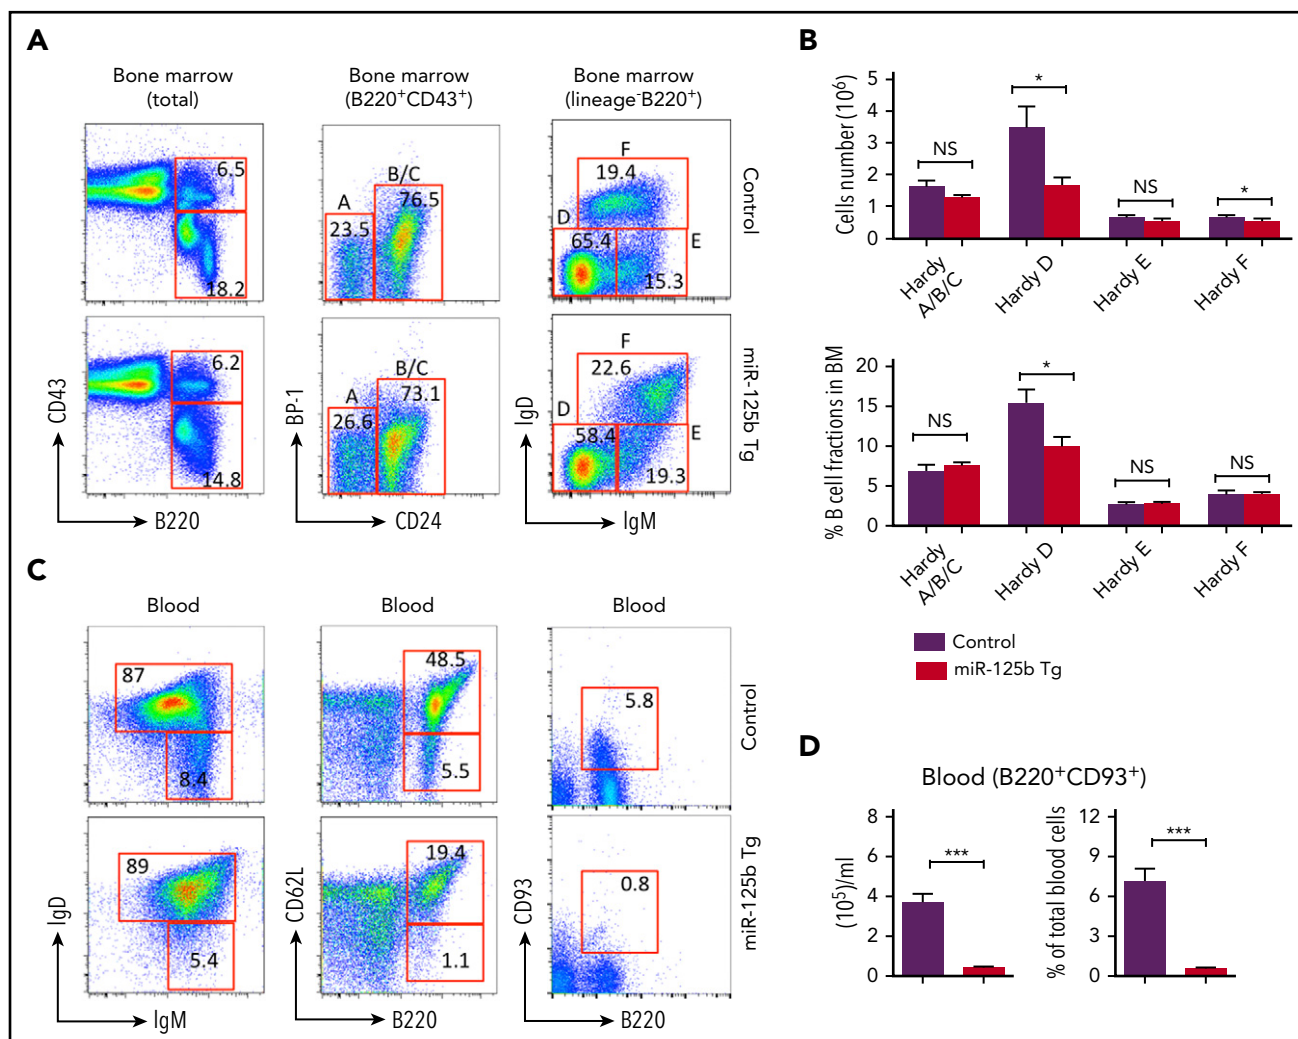 A
Bone marrow
(total)
Bone marrow
(B220⁺CD43⁺)
Bone marrow
(lineage⁻B220⁺)
6.5
18.2
A
23.5
B/C
76.5
F
19.4
D
65.4
E
15.3
Control
6.2
14.8
A
26.6
B/C
73.1
F
22.6
D
58.4
E
19.3
miR-125b Tg
CD43
B220
BP-1
CD24
IgD
IgM
B
Cells number (10⁶)
5
4
3
2
1
0
NS
*
NS
*
Hardy
A/B/C
Hardy D
Hardy E
Hardy F
% B cell fractions in BM
20
15
10
5
0
NS
*
NS
NS
Hardy
A/B/C
Hardy D
Hardy E
Hardy F
Control
miR-125b Tg
C
Blood
Blood
Blood
87
8.4
48.5
5.5
5.8
Control
89
5.4
19.4
1.1
0.8
miR-125b Tg
IgD
IgM
CD62L
B220
CD93
B220
D
Blood (B220⁺CD93⁺)
(10⁵)/ml
8
6
4
2
0
***
% of total blood cells
12
9
6
3
0
***